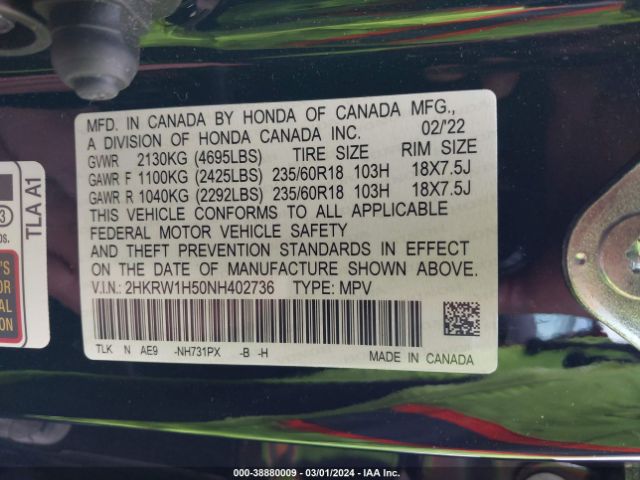 MFD. IN CANADA BY HONDA OF CANADA MFG.,
A DIVISION OF HONDA CANADA INC. 02/'22
GVWR 2130KG (4695LBS) TIRE SIZE RIM SIZE
GAWR F 1100KG (2425LBS) 235/60R18 103H 18X7.5J
GAWR R 1040KG (2292LBS) 235/60R18 103H 18X7.5J
THIS VEHICLE CONFORMS TO ALL APPLICABLE
FEDERAL MOTOR VEHICLE SAFETY
AND THEFT PREVENTION STANDARDS IN EFFECT
ON THE DATE OF MANUFACTURE SHOWN ABOVE.
V.I.N.: 2HKRW1H50NH402736 TYPE: MPV
TLK N AE9 -NH731PX -B -H
MADE IN CANADA
TLA A1
000-38880009 - 03/01/2024 - IAA Inc.